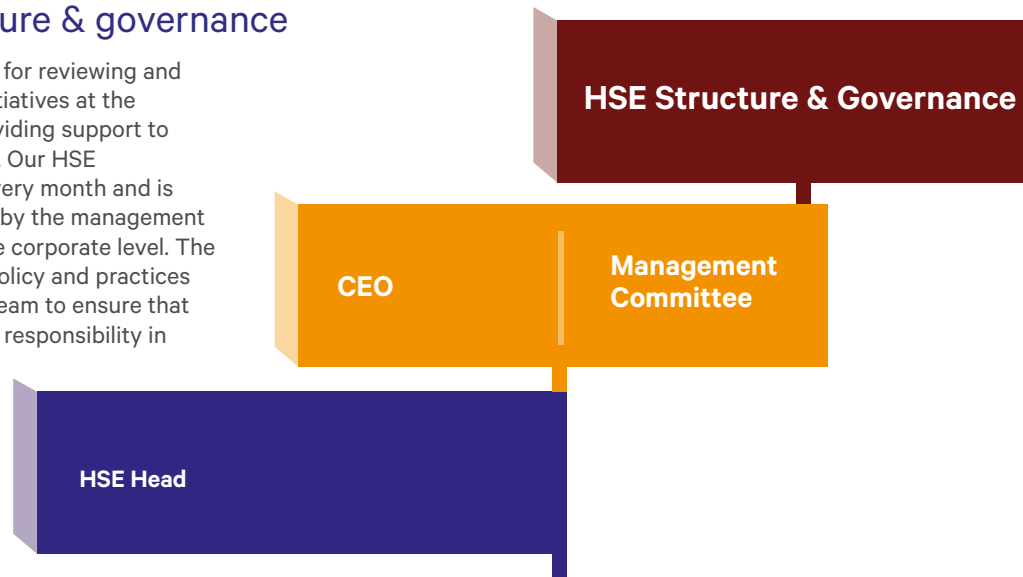 ure & governance
for reviewing and
tiatives at the
viding support to
. Our HSE
very month and is
by the management
e corporate level. The
olicy and practices
eam to ensure that
responsibility in
HSE Structure & Governance
CEO
Management
Committee
HSE Head